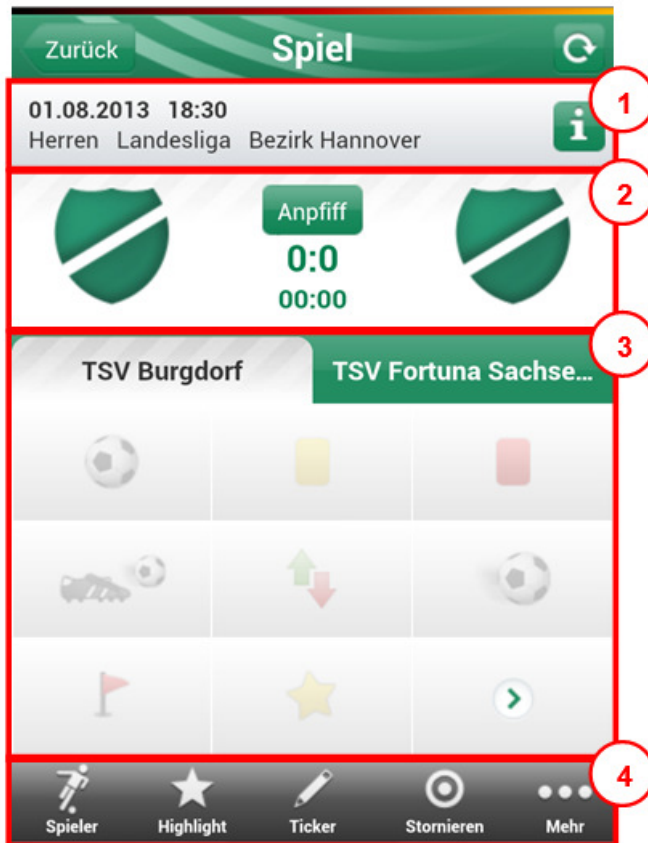 Zurück Spiel
1
01.08.2013 18:30
Herren Landesliga Bezirk Hannover
2
Anpfiff
0:0
00:00
3
TSV Burgdorf TSV Fortuna Sachse...
4
Spieler Highlight Ticker Stornieren Mehr